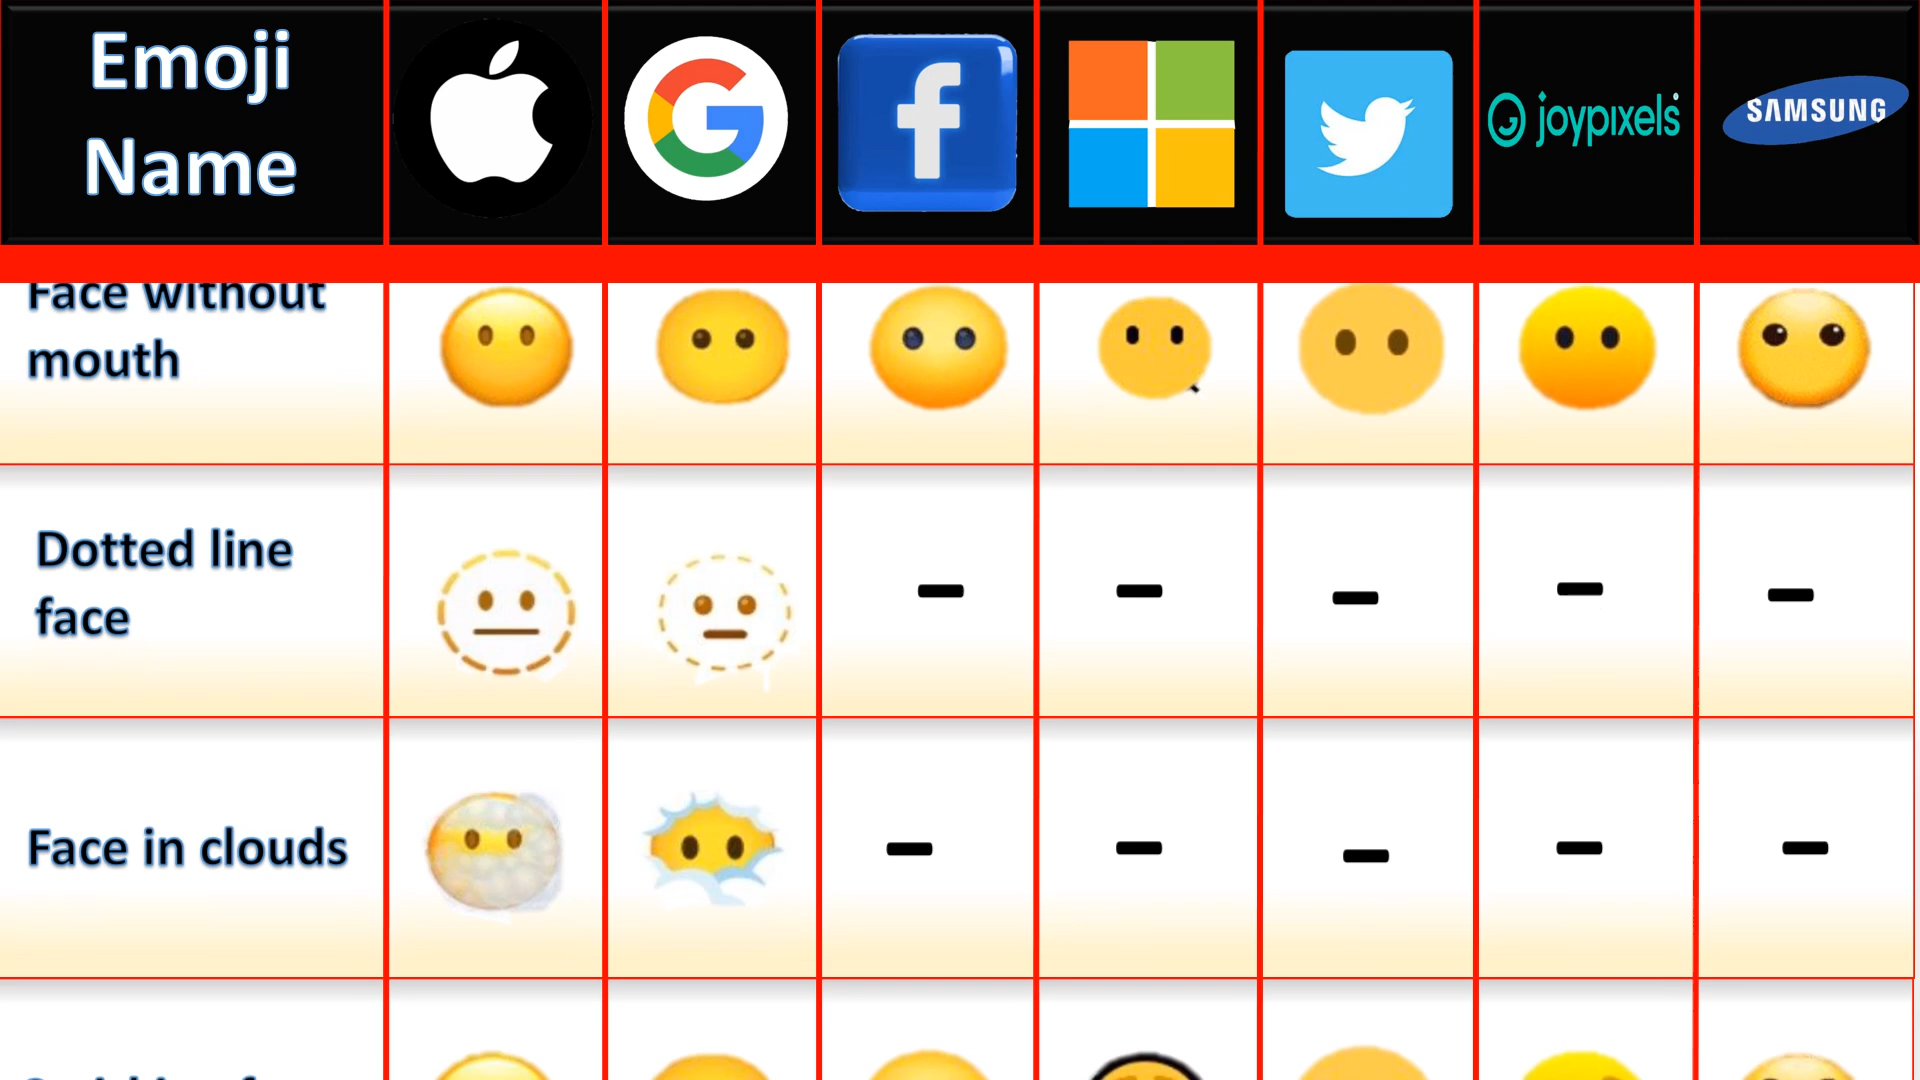 Emoji
Name
joypixels
SAMSUNG
Face without
mouth
Dotted line
face
Face in clouds